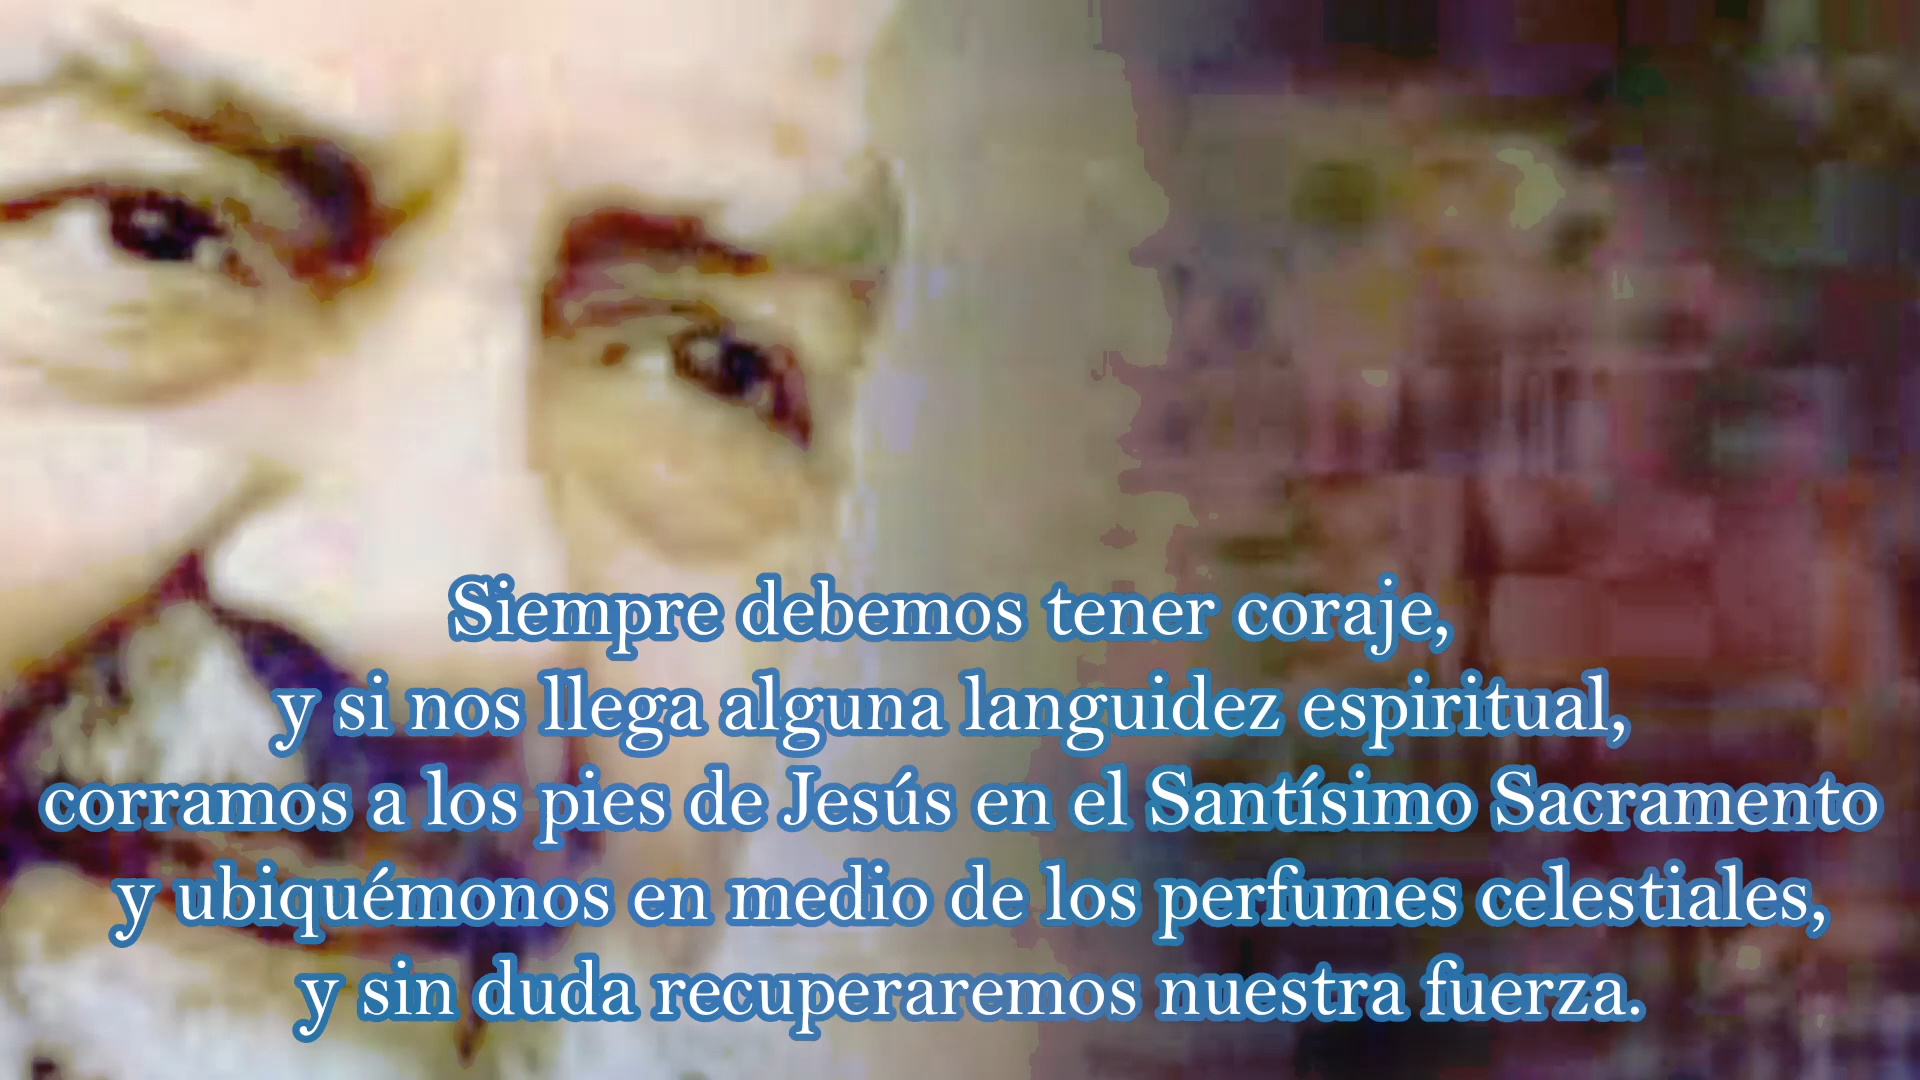 Siempre debemos tener coraje,
y si nos llega alguna languidez espiritual,
corramos a los pies de Jesús en el Santísimo Sacramento
y ubiquémonos en medio de los perfumes celestiales,
y sin duda recuperaremos nuestra fuerza.